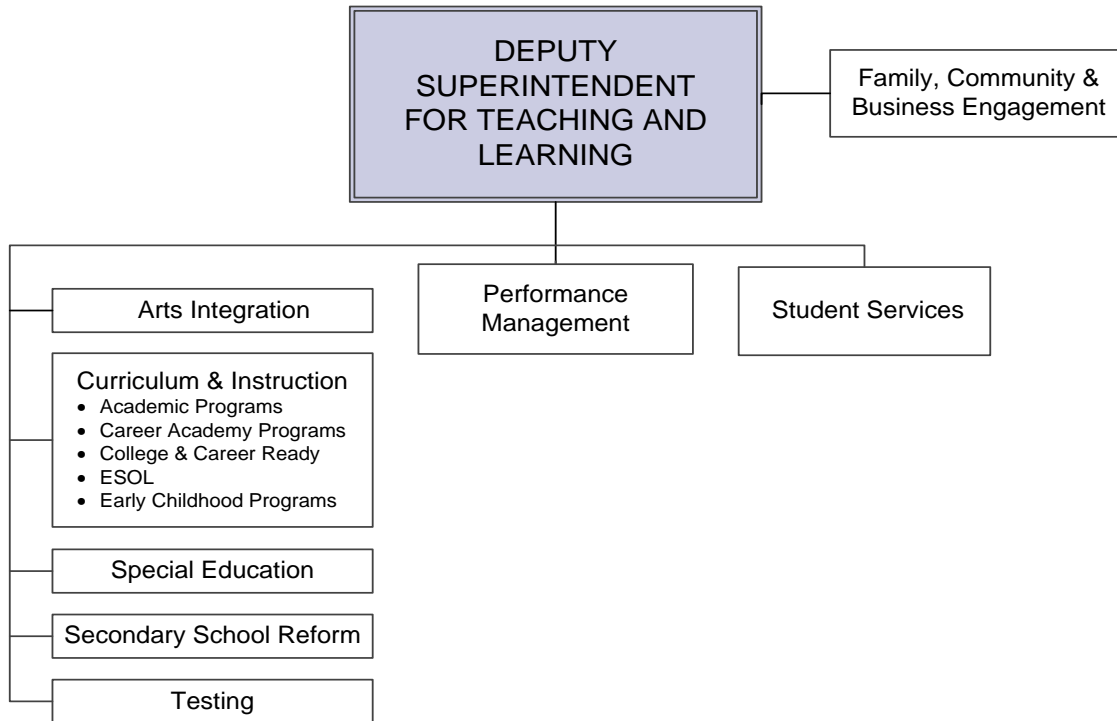 DEPUTY
SUPERINTENDENT
FOR TEACHING AND
LEARNING
Family, Community &
Business Engagement
Arts Integration
Performance
Management
Student Services
Curriculum & Instruction
• Academic Programs
• Career Academy Programs
• College & Career Ready
• ESOL
• Early Childhood Programs
Special Education
Secondary School Reform
Testing